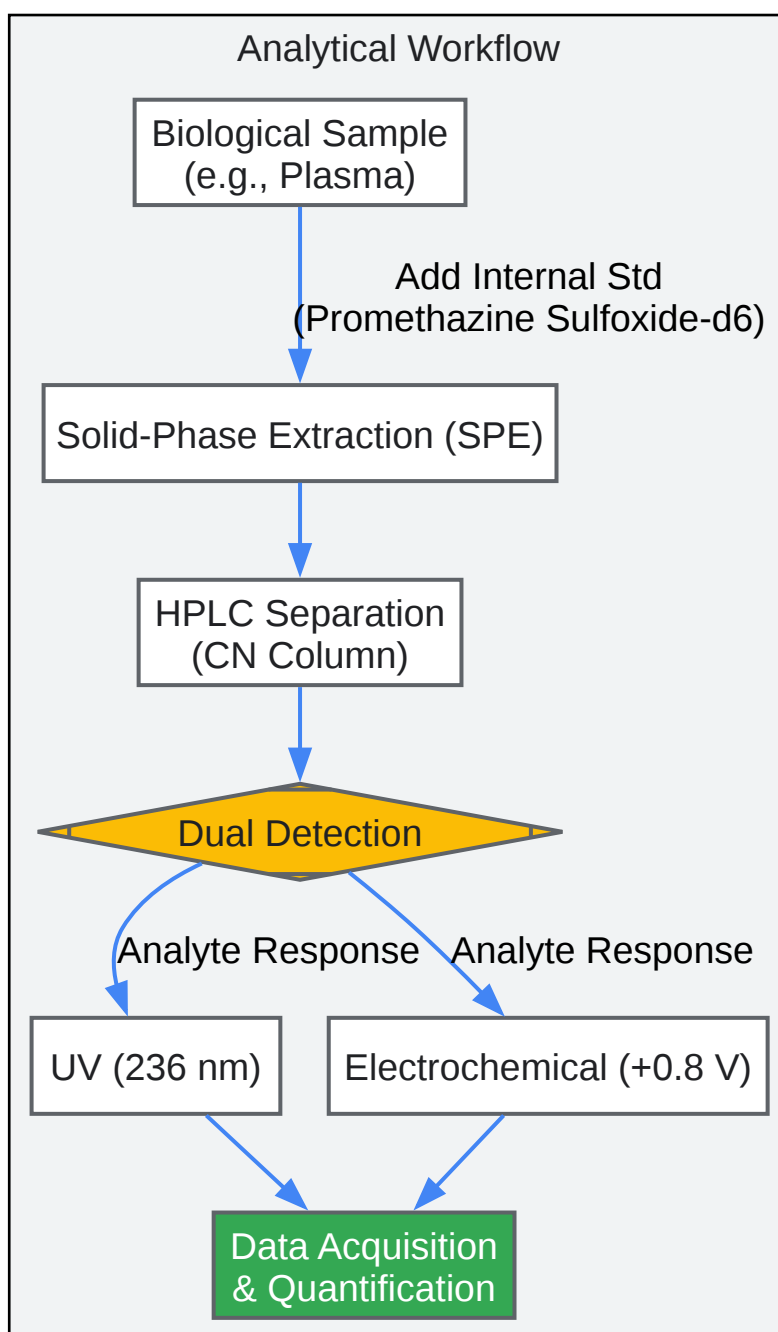 Analytical Workflow
Biological Sample
(e.g., Plasma)
Add Internal Std
(Promethazine Sulfoxide-d6)
Solid-Phase Extraction (SPE)
HPLC Separation
(CN Column)
Dual Detection
Analyte Response
Analyte Response
UV (236 nm)
Electrochemical (+0.8 V)
Data Acquisition
& Quantification